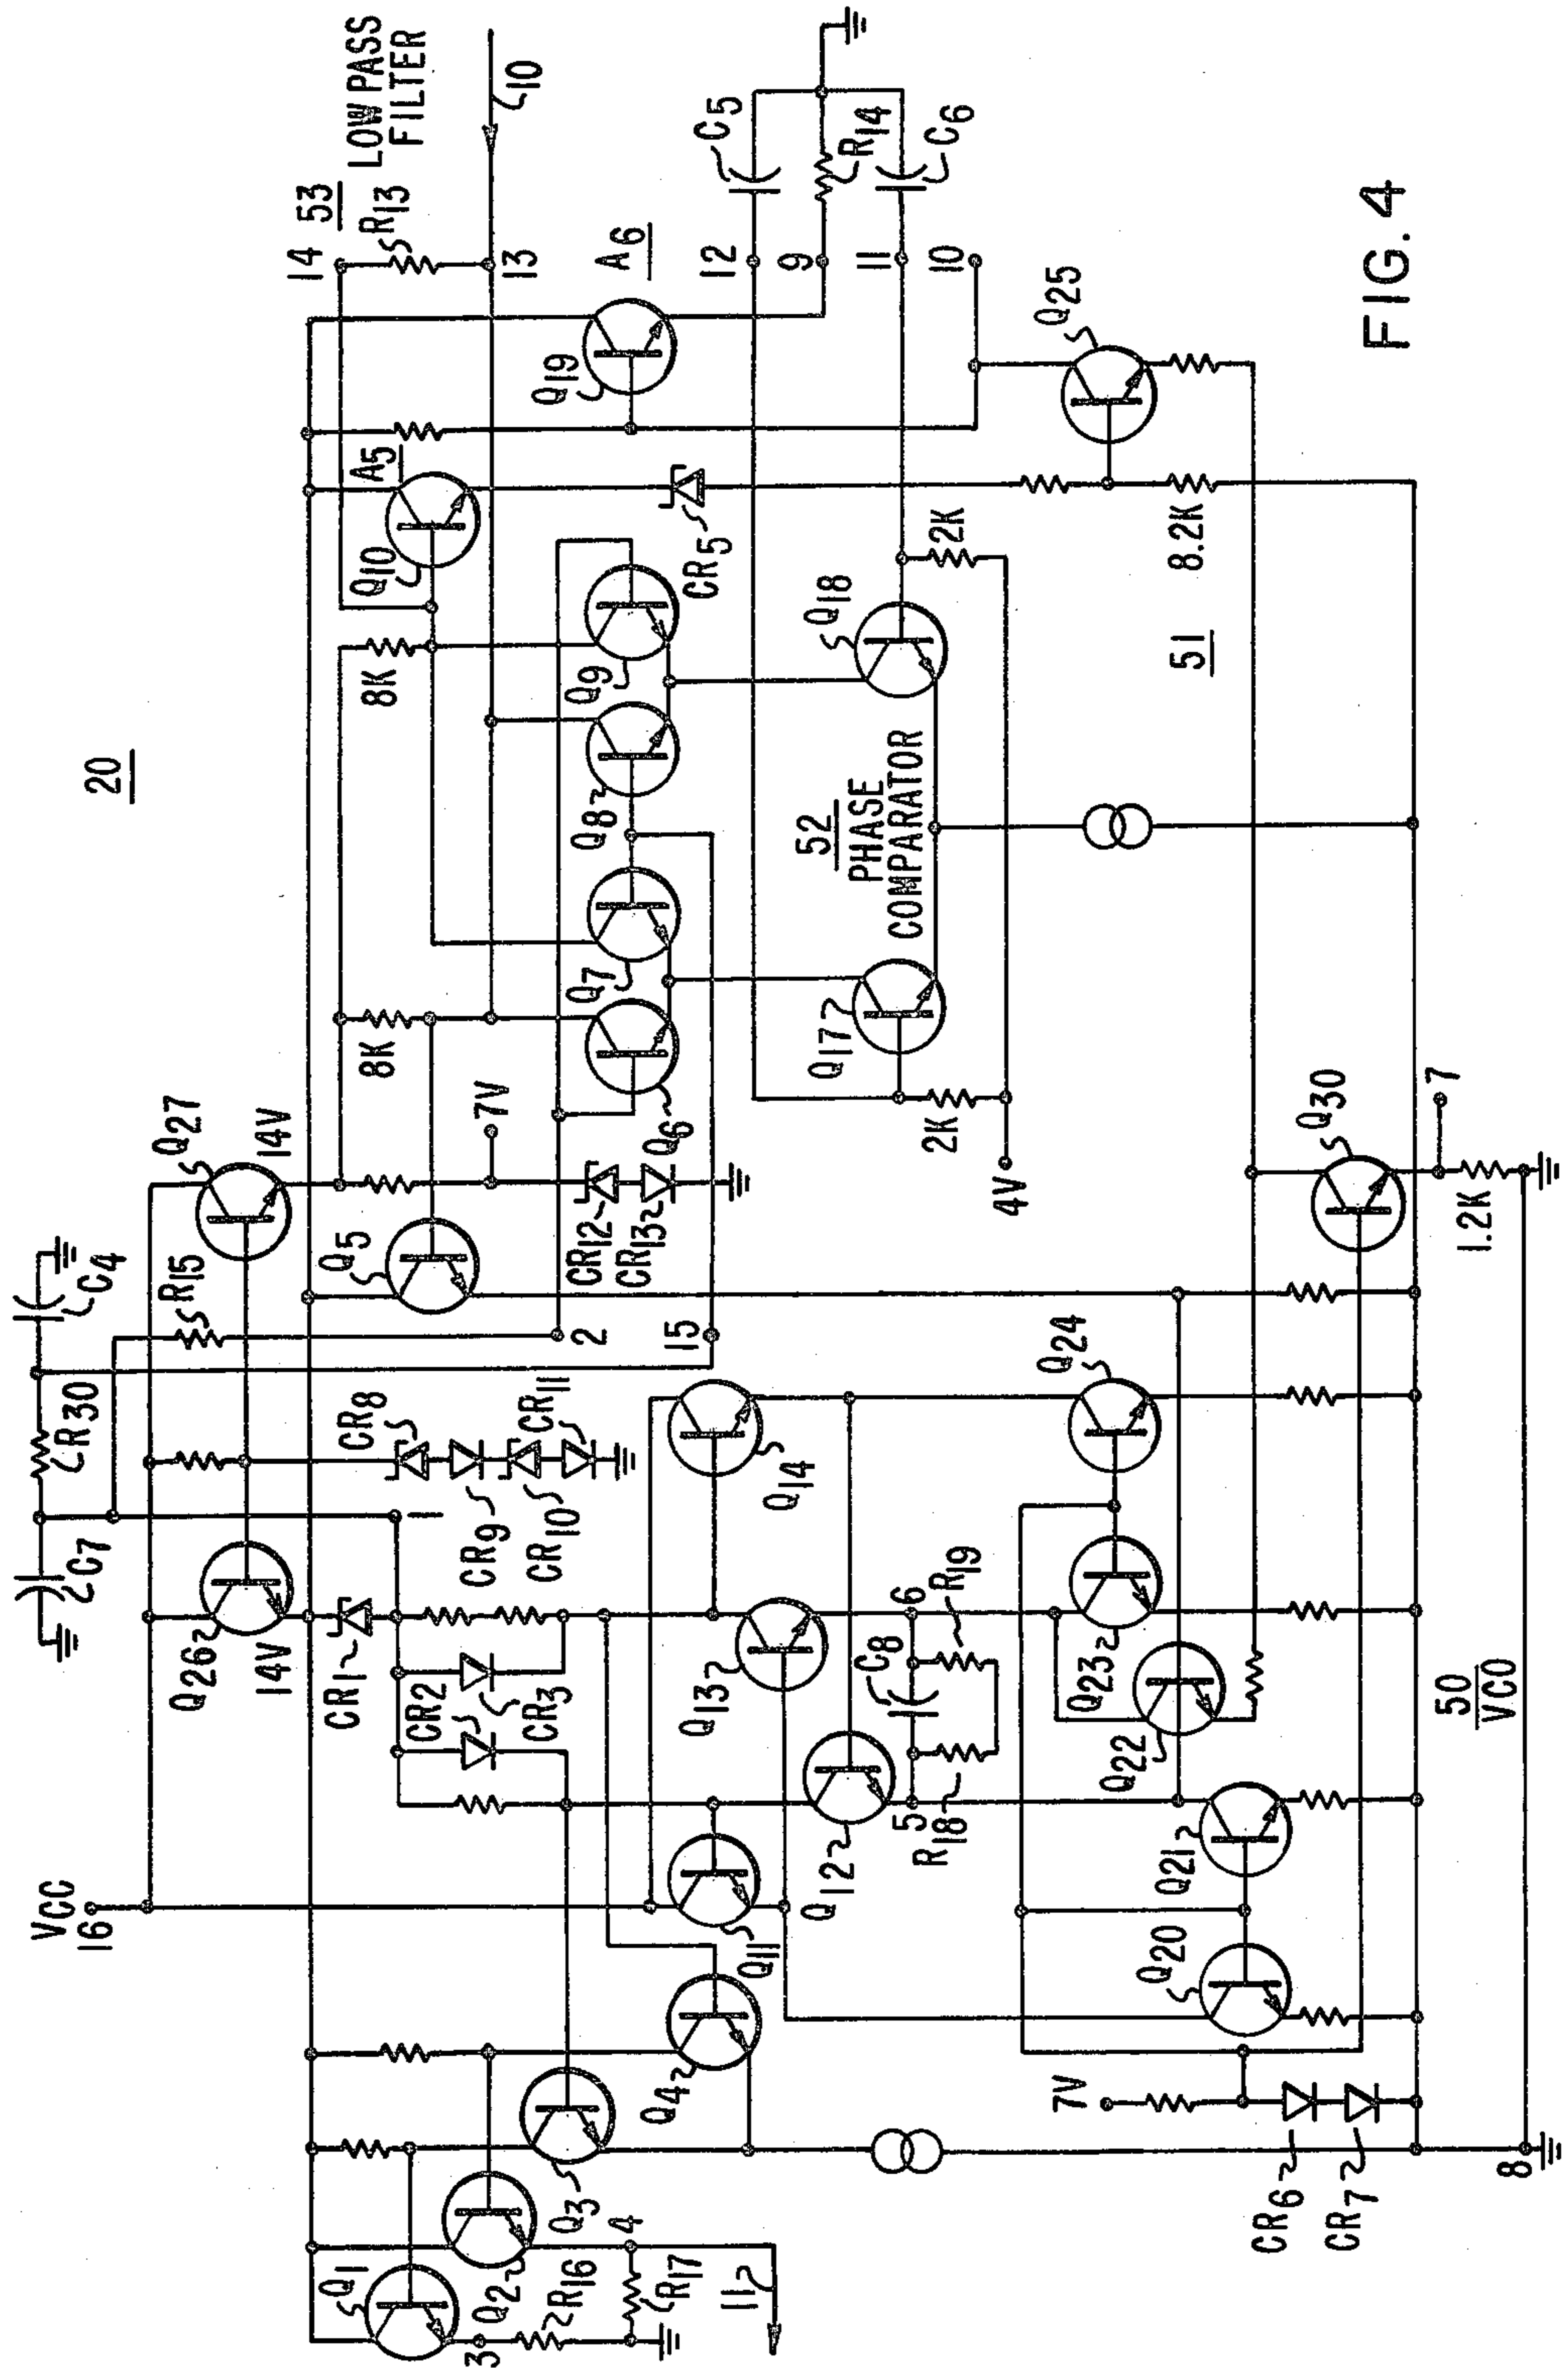 20
VCC
16
C7
R30
C4
R15
Q26
14V
Q27
14V
14
53
R13
LOW PASS
FILTER
10
13
Q1
3
Q2
R16
4
R17
11
Q3
Q4
CR1
CR2
CR3
1
CR8
CR9
CR10
CR11
Q5
8K
7V
CR12
CR13
2
15
Q6
Q7
Q8
Q9
8K
Q10
A5
CR5
Q19
A6
12
9
11
10
C5
R14
C6
Q11
Q12
Q13
Q14
5
6
C8
R18
R19
Q17
2K
4V
52
PHASE
COMPARATOR
Q18
2K
51
8.2K
Q25
Q20
Q21
Q22
Q23
Q24
7V
CR6
CR7
8
50
VCO
Q30
7
1.2K
FIG. 4